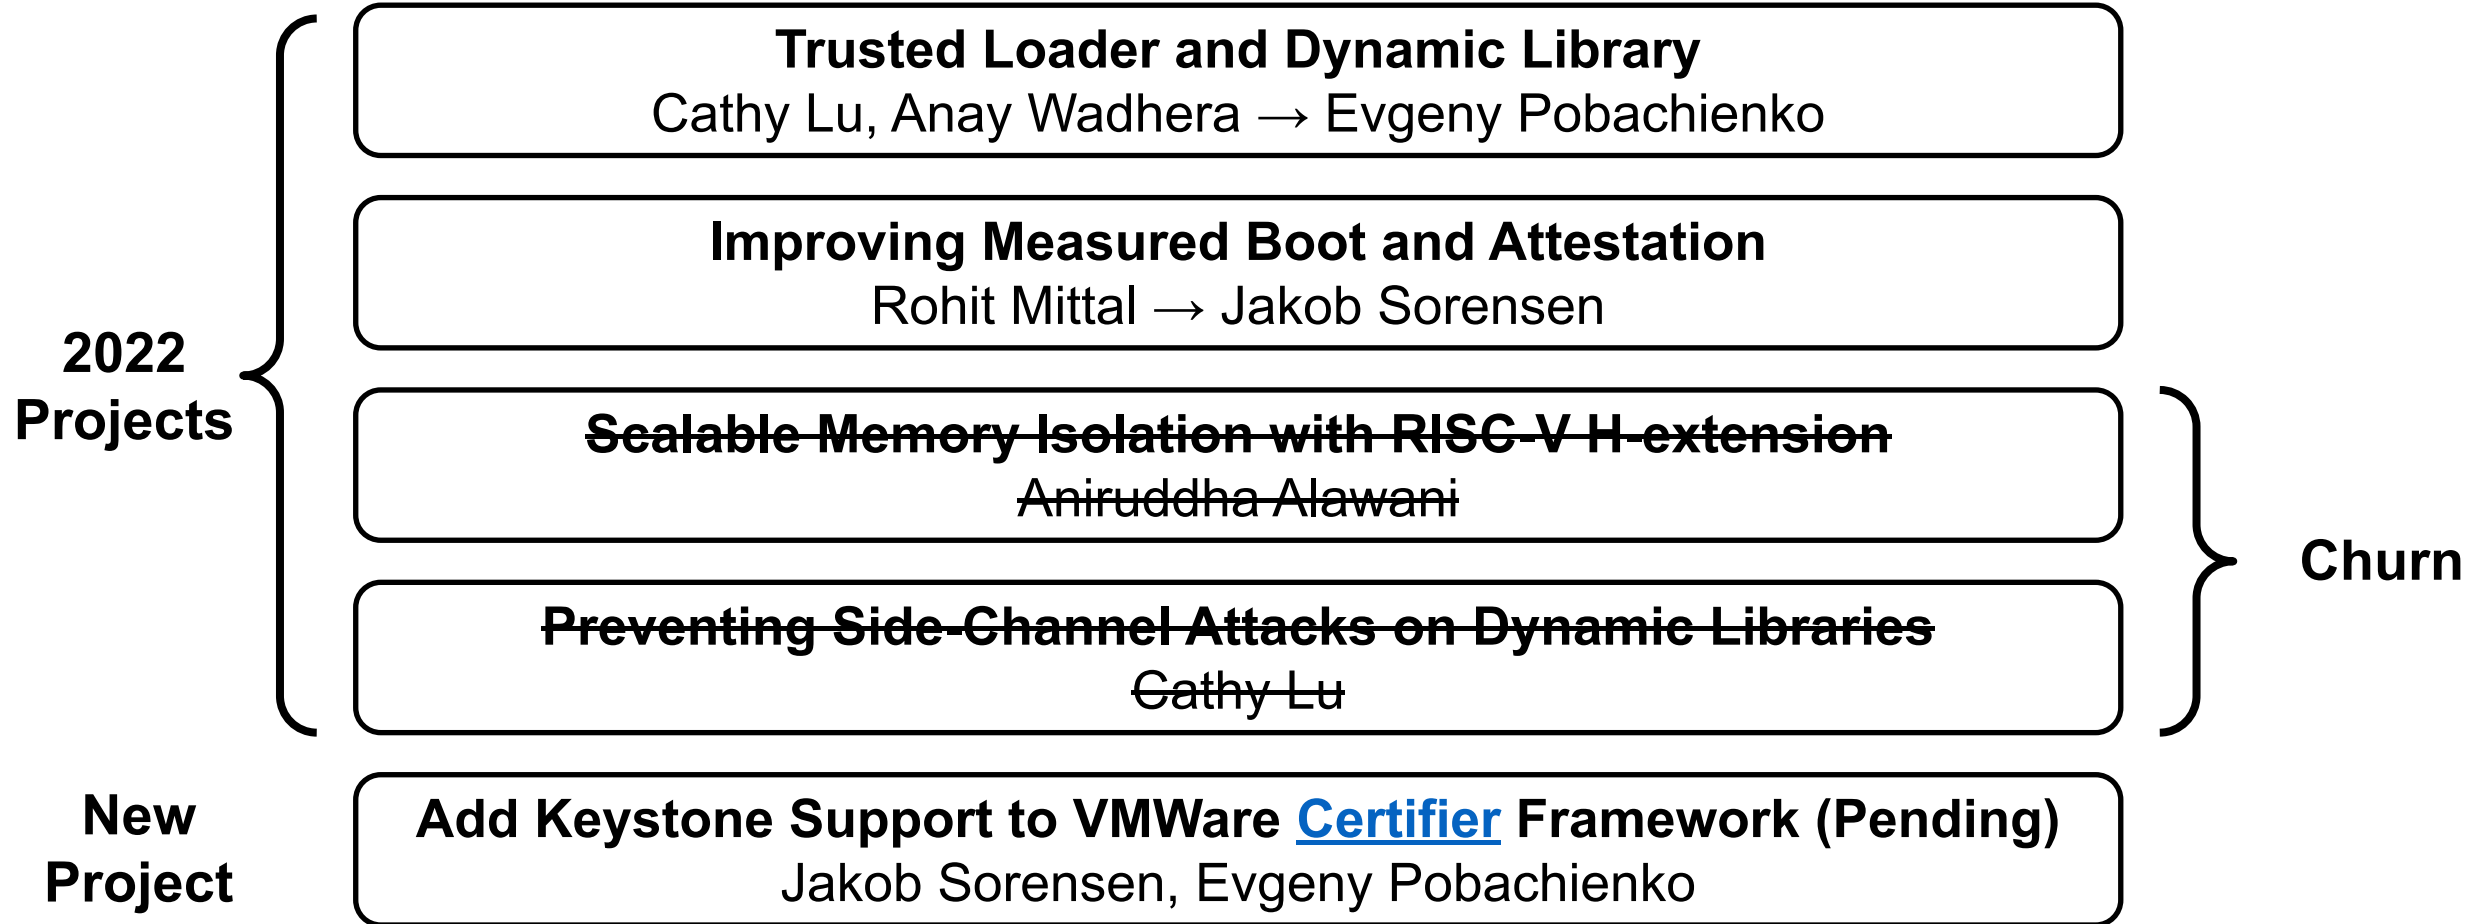 Trusted Loader and Dynamic Library
Cathy Lu, Anay Wadhera → Evgeny Pobachienko
Improving Measured Boot and Attestation
Rohit Mittal → Jakob Sorensen
2022
Projects
Scalable Memory Isolation with RISC-V H-extension
Aniruddha Alawani
Churn
Preventing Side-Channel Attacks on Dynamic Libraries
Cathy Lu
New
Project
Add Keystone Support to VMWare Certifier Framework (Pending)
Jakob Sorensen, Evgeny Pobachienko